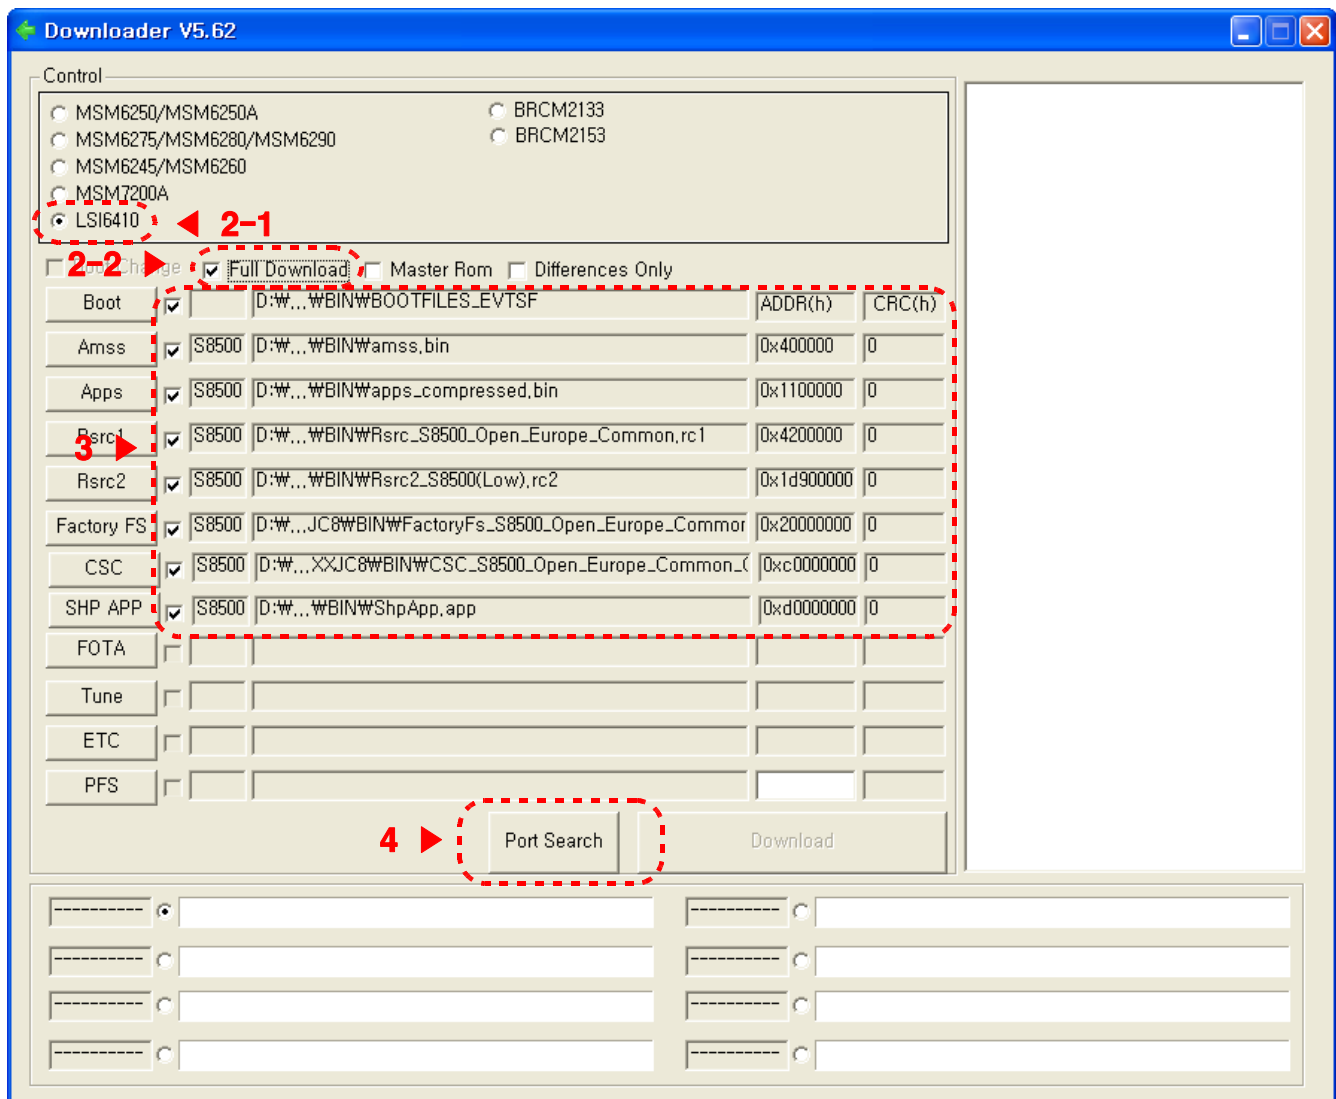 Downloader V5.62
Control
MSM6250/MSM6250A
BRCM2133
MSM6275/MSM6280/MSM6290
BRCM2153
MSM6245/MSM6260
MSM7200A
LSI6410
2-1
2-2
Full Download Master Rom Differences Only
Boot D:₩...₩BIN₩BOOTFILES_EVTSF ADDR(h) CRC(h)
Amss S8500 D:₩...₩BIN₩amss.bin 0x400000 0
Apps S8500 D:₩...₩BIN₩apps_compressed.bin 0x1100000 0
Rsrc1 S8500 D:₩...₩BIN₩Rsrc_S8500_Open_Europe_Common.rc1 0x4200000 0
3
Rsrc2 S8500 D:₩...₩BIN₩Rsrc2_S8500(Low).rc2 0x1d900000 0
Factory FS S8500 D:₩...JC8₩BIN₩FactoryFs_S8500_Open_Europe_Commor 0x20000000 0
CSC S8500 D:₩...XXJC8₩BIN₩CSC_S8500_Open_Europe_Common_( 0xc0000000 0
SHP APP S8500 D:₩...₩BIN₩ShpApp.app 0xd0000000 0
FOTA
Tune
ETC
PFS
4
Port Search
Download
---------- ----------
---------- ----------
---------- ----------
---------- ----------